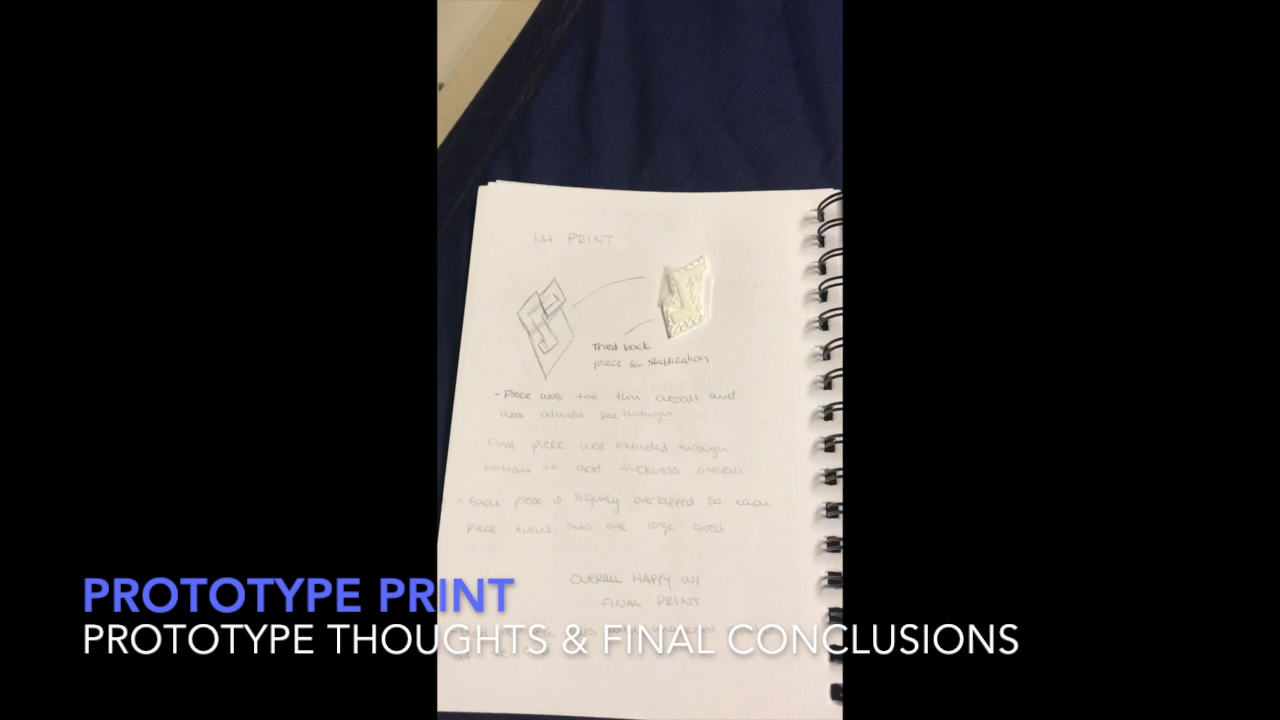 1st PRINT
Tried back
piece for stabilization
- Piece was too thin overall and
was almost see through
- Final piece was extruded through
bottom to add thickness overall
- Each piece is slightly overlapped so each
piece turns into one large object
OVERALL HAPPY W/
FINAL PRINT
PROTOTYPE PRINT
PROTOTYPE THOUGHTS & FINAL CONCLUSIONS